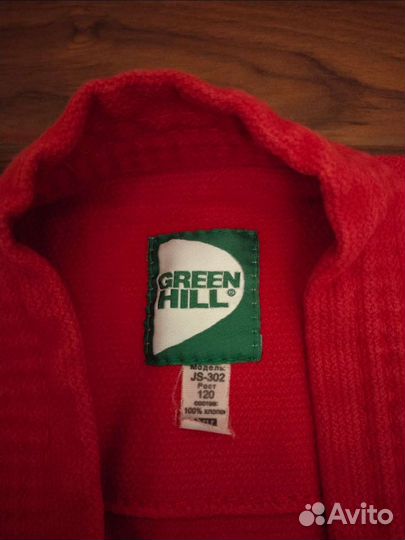 GREEN
HILL®
Модель:
JS-302
Рост
120
состав:
100% хлопок
Avito